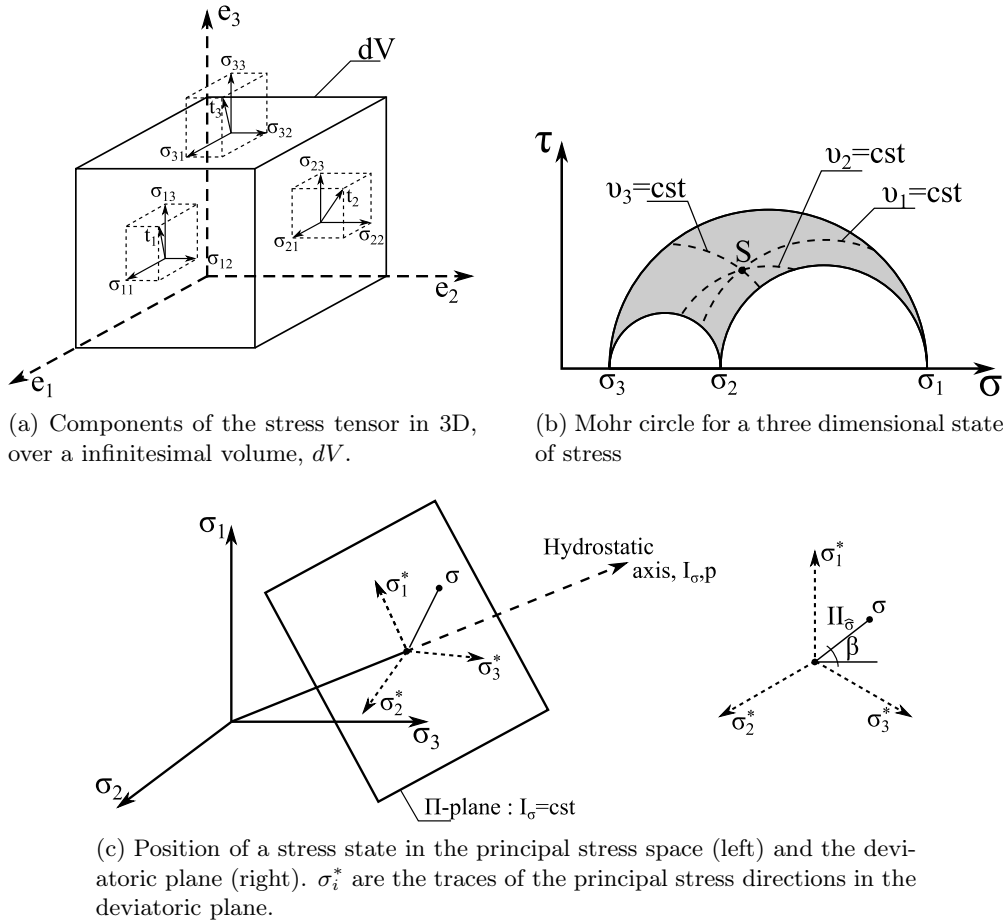 e₃
dV
σ₃₃
t₃
σ₃₂
σ₃₁
σ₂₃
t₂
σ₂₁
σ₂₂
σ₁₃
t₁
σ₁₂
σ₁₁
e₂
e₁
(a) Components of the stress tensor in 3D,
over a infinitesimal volume, dV.
τ
υ₂=cst
υ₃=cst
υ₁=cst
S
σ₃
σ₂
σ₁
σ
(b) Mohr circle for a three dimensional state
of stress
σ₁
Hydrostatic
axis, I_σ,p
σ₁*
σ
σ₃*
σ₂*
σ₃
σ₂
Π-plane : I_σ=cst
σ₁*
σ
II_σ̂
β
σ₂*
σ₃*
(c) Position of a stress state in the principal stress space (left) and the devi-
atoric plane (right). σᵢ* are the traces of the principal stress directions in the
deviatoric plane.